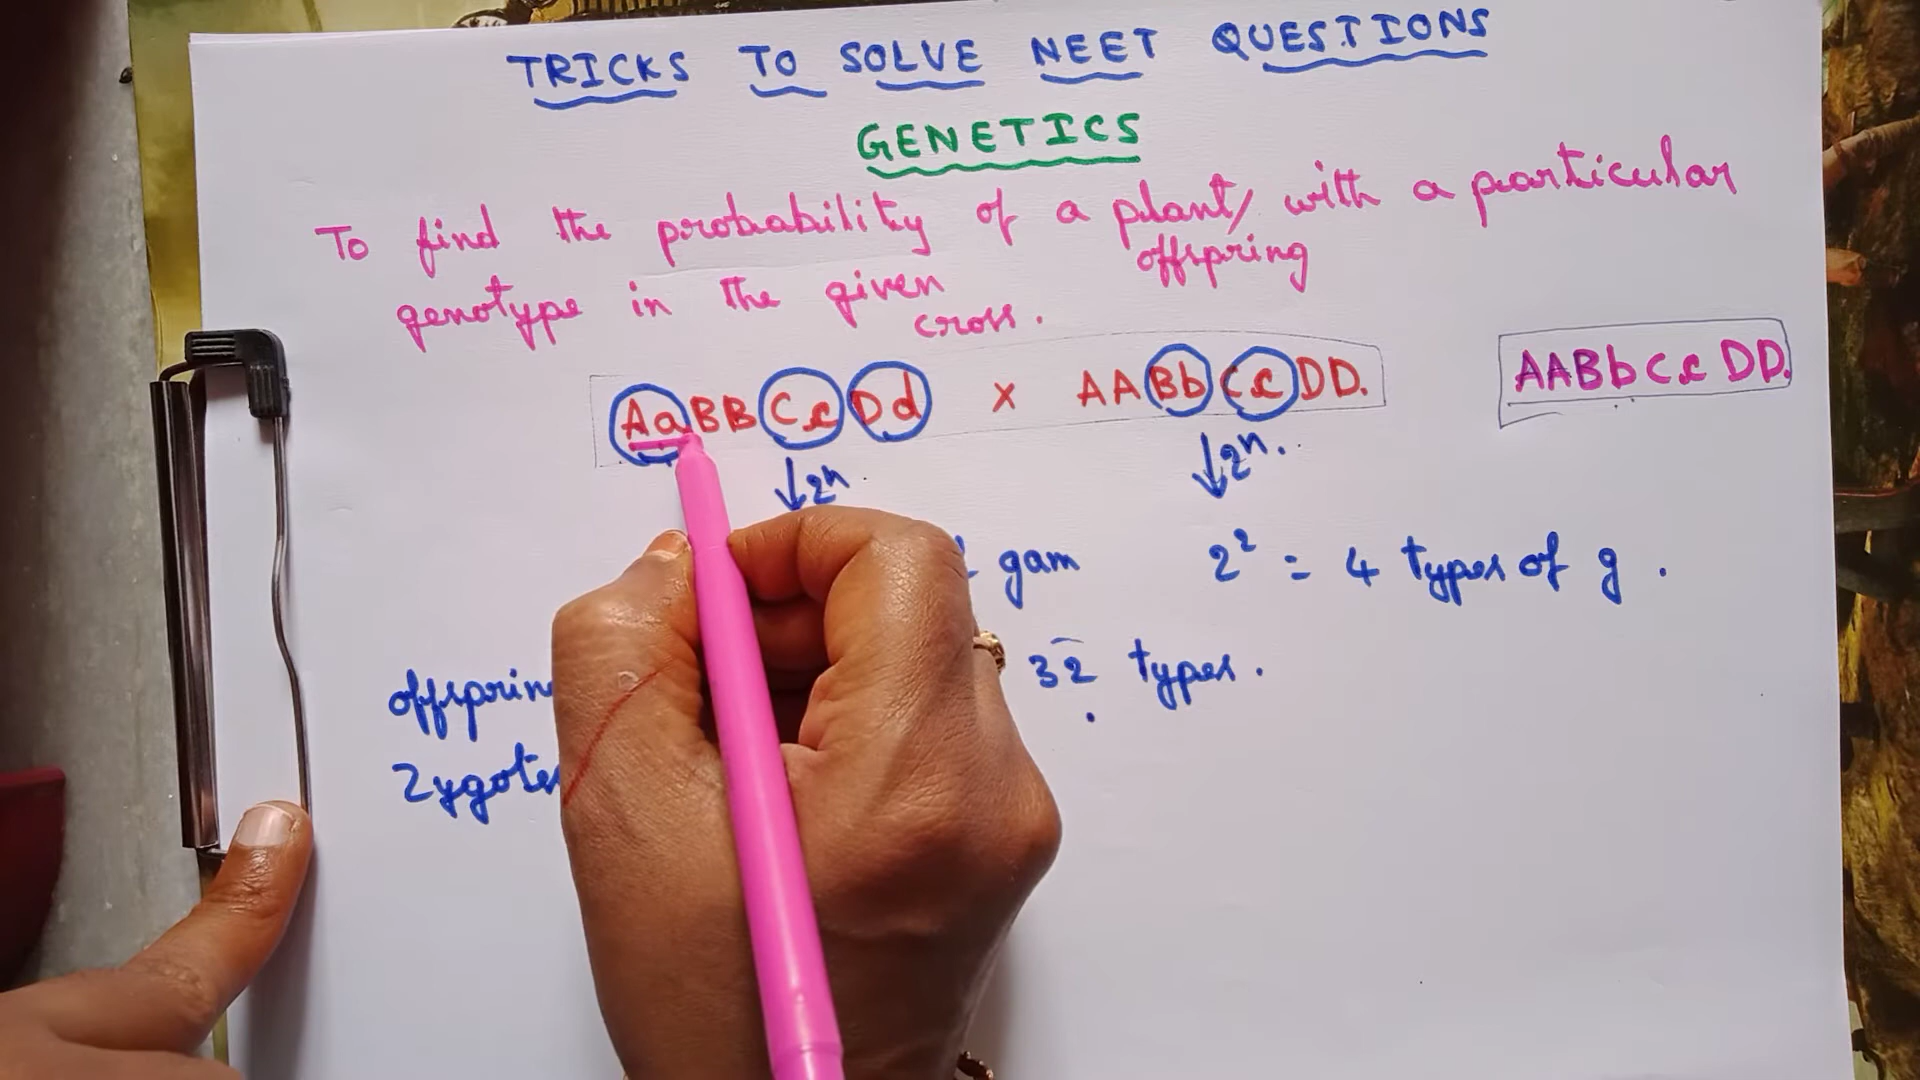 TRICKS TO SOLVE NEET QUESTIONS
GENETICS
To find the probability of a plant/ with a particular
offspring
genotype in the given
cross.
AaBBCcDd x AABbCcDD.
AABbCcDD.
↓2ⁿ. ↓2ⁿ.
gam 2² = 4 types of g.
offsprin 32 types.
Zygotes